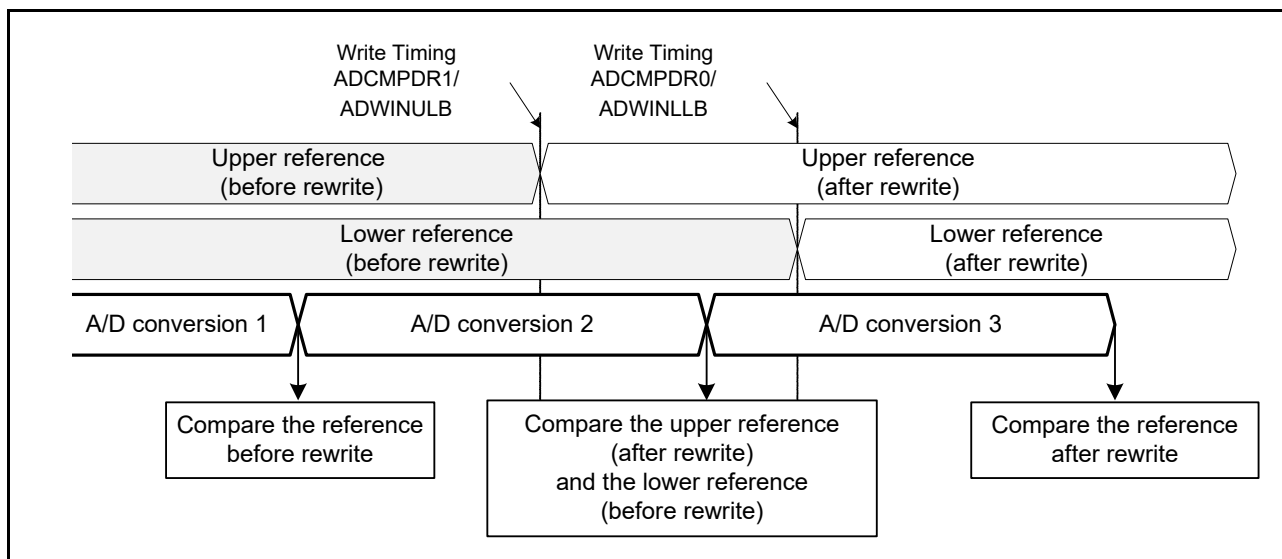 Write Timing
ADCMPDR1/
ADWINULB
Write Timing
ADCMPDR0/
ADWINLLB
Upper reference
(before rewrite)
Upper reference
(after rewrite)
Lower reference
(before rewrite)
Lower reference
(after rewrite)
A/D conversion 1
A/D conversion 2
A/D conversion 3
Compare the reference
before rewrite
Compare the upper reference
(after rewrite)
and the lower reference
(before rewrite)
Compare the reference
after rewrite